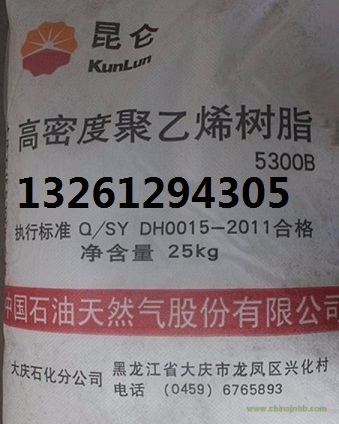 昆仑
KunLun
高密度聚乙烯树脂
5300B
13261294305
执行标准 Q/SY DH0015-2011合格
净含量 25kg
中国石油天然气股份有限公司
大庆石化分公司
黑龙江省大庆市龙凤区兴化村
电话 (0459) 6765893